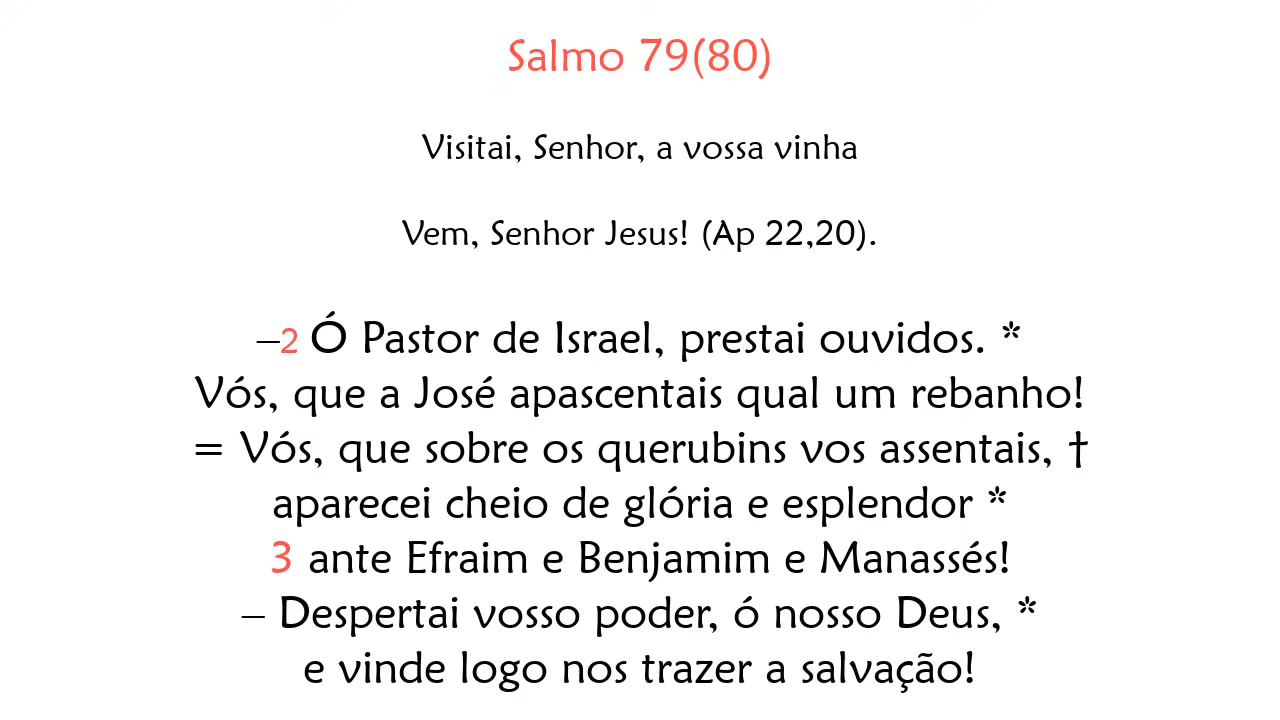 Salmo 79(80)
Visitai, Senhor, a vossa vinha
Vem, Senhor Jesus! (Ap 22,20).
–2 Ó Pastor de Israel, prestai ouvidos. *
Vós, que a José apascentais qual um rebanho!
= Vós, que sobre os querubins vos assentais, †
aparecei cheio de glória e esplendor *
3 ante Efraim e Benjamim e Manassés!
– Despertai vosso poder, ó nosso Deus, *
e vinde logo nos trazer a salvação!